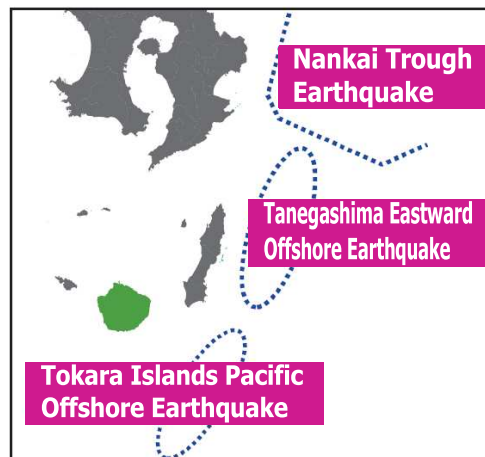 Nankai Trough
Earthquake
Tanegashima Eastward
Offshore Earthquake
Tokara Islands Pacific
Offshore Earthquake